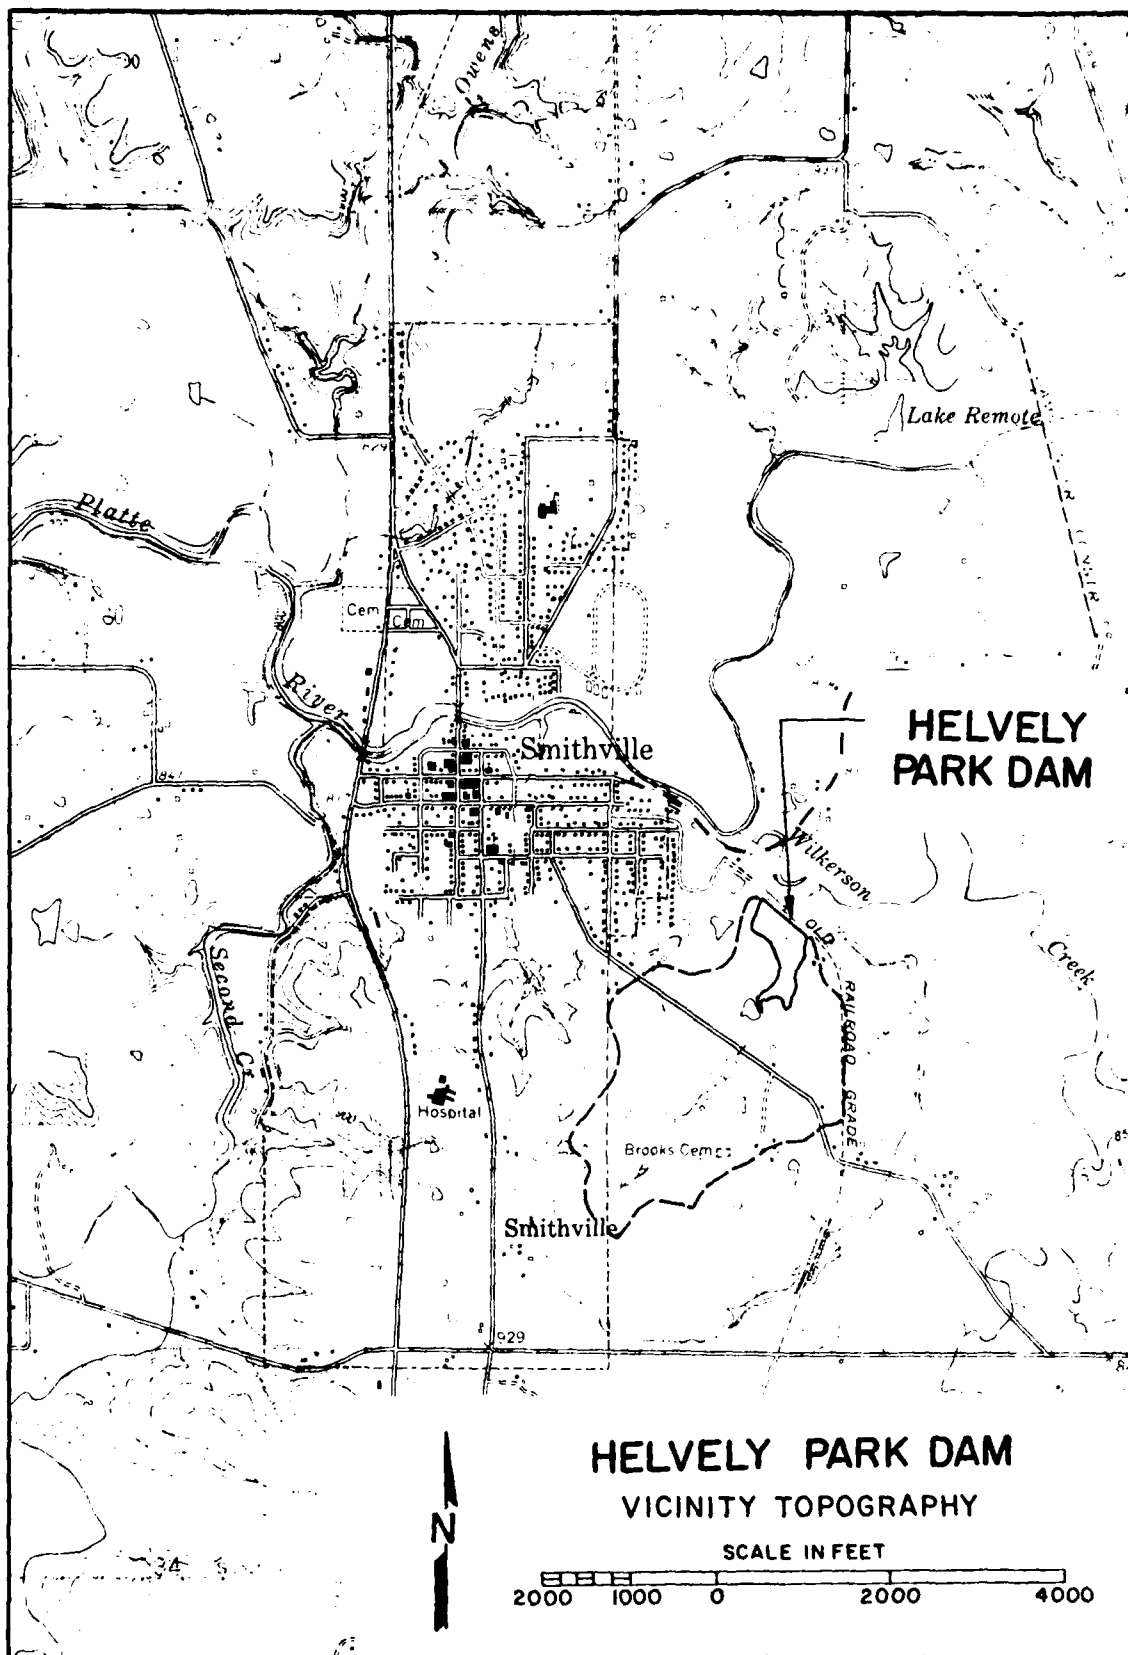 Owens
Lake Remote
Platte
Cem
Cem
River
HELVELY
PARK DAM
Smithville
841
Wilkerson
OLD
RAILROAD GRADE
Creek
Second Cr
Hospital
Brooks Cem
Smithville
929
HELVELY PARK DAM
VICINITY TOPOGRAPHY
SCALE IN FEET
2000 1000 0 2000 4000
N